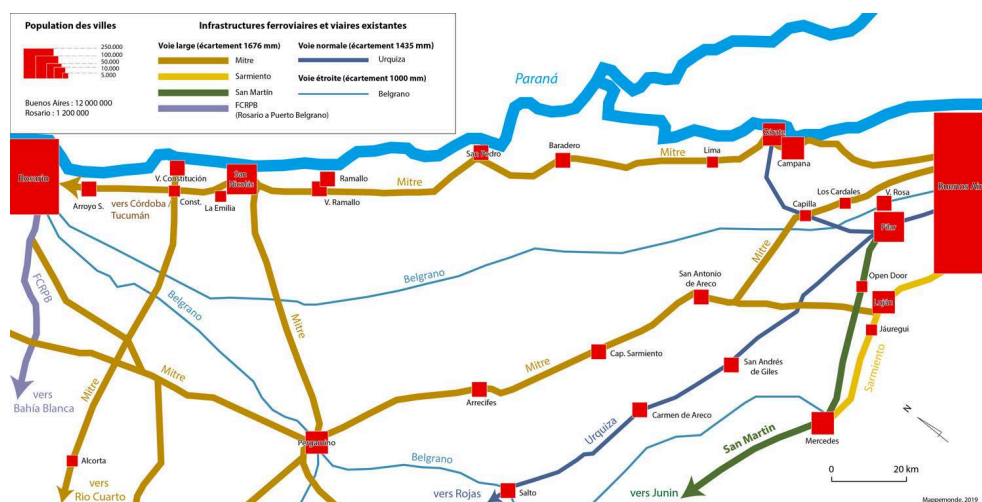 Population des villes
250.000
100.000
50.000
10.000
5.000
Buenos Aires : 12 000 000
Rosario : 1 200 000
Infrastructures ferroviaires et viaires existantes
Voie large (écartement 1676 mm)
Mitre
Sarmiento
San Martín
FCRPB
(Rosario a Puerto Belgrano)
Voie normale (écartement 1435 mm)
Urquiza
Voie étroite (écartement 1000 mm)
Belgrano
Paraná
Rosario
Arroyo S.
vers Córdoba /
Tucumán
V. Constitución
Const.
La Emilia
San
Nicolás
Ramallo
V. Ramallo
Mitre
San Pedro
Baradero
Mitre
Lima
Zárate
Campana
Los Cardales
Capilla
V. Rosa
Buenos Aires
Pilar
Mitre
Belgrano
FCRPB
Belgrano
Mitre
San Antonio
de Areco
Open Door
Luján
Jáuregui
Sarmiento
Mitre
Mitre
vers
Bahía Blanca
Mitre
Cap. Sarmiento
San Andrés
de Giles
Arrecifes
Carmen de Areco
Urquiza
Mercedes
San Martín
Pergamino
Alcorta
Belgrano
vers
Rio Cuarto
vers Rojas
Salto
vers Junin
N
0
20 km
Mappemonde, 2019